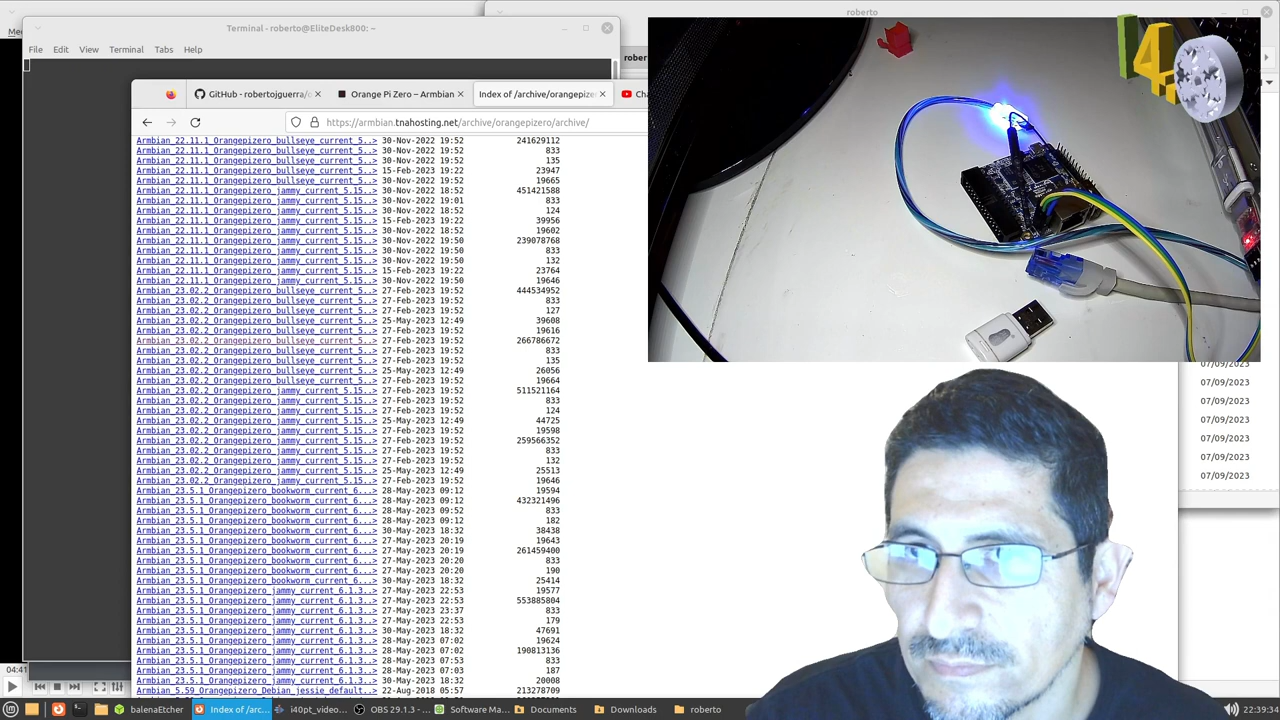 roberto
Terminal - roberto@EliteDesk800: ~
File Edit View Terminal Tabs Help
GitHub - robertojguerra/o
Orange Pi Zero – Armbian
Index of /archive/orangepize
https://armbian.tnahosting.net/archive/orangepizero/archive/
Armbian_22.11.1_Orangepizero_bullseye_current_5..> 30-Nov-2022 19:52 241629112
Armbian_22.11.1_Orangepizero_bullseye_current_5..> 30-Nov-2022 19:52 833
Armbian_22.11.1_Orangepizero_bullseye_current_5..> 30-Nov-2022 19:52 135
Armbian_22.11.1_Orangepizero_bullseye_current_5..> 15-Feb-2023 19:22 23947
Armbian_22.11.1_Orangepizero_bullseye_current_5..> 30-Nov-2022 19:52 19665
Armbian_22.11.1_Orangepizero_jammy_current_5.15..> 30-Nov-2022 18:52 451421588
Armbian_22.11.1_Orangepizero_jammy_current_5.15..> 30-Nov-2022 19:01 833
Armbian_22.11.1_Orangepizero_jammy_current_5.15..> 30-Nov-2022 18:52 124
Armbian_22.11.1_Orangepizero_jammy_current_5.15..> 15-Feb-2023 19:22 39956
Armbian_22.11.1_Orangepizero_jammy_current_5.15..> 30-Nov-2022 18:52 19602
Armbian_22.11.1_Orangepizero_jammy_current_5.15..> 30-Nov-2022 19:50 239078768
Armbian_22.11.1_Orangepizero_jammy_current_5.15..> 30-Nov-2022 19:50 833
Armbian_22.11.1_Orangepizero_jammy_current_5.15..> 30-Nov-2022 19:50 132
Armbian_22.11.1_Orangepizero_jammy_current_5.15..> 15-Feb-2023 19:22 23764
Armbian_22.11.1_Orangepizero_jammy_current_5.15..> 30-Nov-2022 19:50 19646
Armbian_23.02.2_Orangepizero_bullseye_current_5..> 27-Feb-2023 19:52 444534952
Armbian_23.02.2_Orangepizero_bullseye_current_5..> 27-Feb-2023 19:52 833
Armbian_23.02.2_Orangepizero_bullseye_current_5..> 27-Feb-2023 19:52 127
Armbian_23.02.2_Orangepizero_bullseye_current_5..> 25-May-2023 12:49 39608
Armbian_23.02.2_Orangepizero_bullseye_current_5..> 27-Feb-2023 19:52 19616
Armbian_23.02.2_Orangepizero_bullseye_current_5..> 27-Feb-2023 19:52 266786672
Armbian_23.02.2_Orangepizero_bullseye_current_5..> 27-Feb-2023 19:52 833
Armbian_23.02.2_Orangepizero_bullseye_current_5..> 27-Feb-2023 19:52 135
Armbian_23.02.2_Orangepizero_bullseye_current_5..> 25-May-2023 12:49 26056
Armbian_23.02.2_Orangepizero_bullseye_current_5..> 27-Feb-2023 19:52 19664
Armbian_23.02.2_Orangepizero_jammy_current_5.15..> 27-Feb-2023 19:52 511521164
Armbian_23.02.2_Orangepizero_jammy_current_5.15..> 27-Feb-2023 19:52 833
Armbian_23.02.2_Orangepizero_jammy_current_5.15..> 27-Feb-2023 19:52 124
Armbian_23.02.2_Orangepizero_jammy_current_5.15..> 25-May-2023 12:49 44725
Armbian_23.02.2_Orangepizero_jammy_current_5.15..> 27-Feb-2023 19:52 19598
Armbian_23.02.2_Orangepizero_jammy_current_5.15..> 27-Feb-2023 19:52 259566352
Armbian_23.02.2_Orangepizero_jammy_current_5.15..> 27-Feb-2023 19:52 833
Armbian_23.02.2_Orangepizero_jammy_current_5.15..> 27-Feb-2023 19:52 132
Armbian_23.02.2_Orangepizero_jammy_current_5.15..> 25-May-2023 12:49 25513
Armbian_23.02.2_Orangepizero_jammy_current_5.15..> 27-Feb-2023 19:52 19646
Armbian_23.5.1_Orangepizero_bookworm_current_6...> 28-May-2023 09:12 19594
Armbian_23.5.1_Orangepizero_bookworm_current_6...> 28-May-2023 09:12 432321496
Armbian_23.5.1_Orangepizero_bookworm_current_6...> 28-May-2023 09:52 833
Armbian_23.5.1_Orangepizero_bookworm_current_6...> 28-May-2023 09:12 182
Armbian_23.5.1_Orangepizero_bookworm_current_6...> 30-May-2023 18:32 38438
Armbian_23.5.1_Orangepizero_bookworm_current_6...> 27-May-2023 20:19 19643
Armbian_23.5.1_Orangepizero_bookworm_current_6...> 27-May-2023 20:19 261459400
Armbian_23.5.1_Orangepizero_bookworm_current_6...> 27-May-2023 20:20 833
Armbian_23.5.1_Orangepizero_bookworm_current_6...> 27-May-2023 20:20 190
Armbian_23.5.1_Orangepizero_bookworm_current_6...> 30-May-2023 18:32 25414
Armbian_23.5.1_Orangepizero_jammy_current_6.1.3..> 27-May-2023 22:53 19577
Armbian_23.5.1_Orangepizero_jammy_current_6.1.3..> 27-May-2023 22:53 553885804
Armbian_23.5.1_Orangepizero_jammy_current_6.1.3..> 27-May-2023 23:37 833
Armbian_23.5.1_Orangepizero_jammy_current_6.1.3..> 27-May-2023 22:53 179
Armbian_23.5.1_Orangepizero_jammy_current_6.1.3..> 30-May-2023 18:33 47691
Armbian_23.5.1_Orangepizero_jammy_current_6.1.3..> 28-May-2023 07:02 19624
Armbian_23.5.1_Orangepizero_jammy_current_6.1.3..> 28-May-2023 07:02 190813136
Armbian_23.5.1_Orangepizero_jammy_current_6.1.3..> 28-May-2023 07:53 833
Armbian_23.5.1_Orangepizero_jammy_current_6.1.3..> 28-May-2023 07:03 187
Armbian_23.5.1_Orangepizero_jammy_current_6.1.3..> 30-May-2023 18:32 20008
Armbian_5.59_Orangepizero_Debian_jessie_default..> 22-Aug-2018 05:57 213278709
07/09/2023
07/09/2023
07/09/2023
07/09/2023
07/09/2023
07/09/2023
07/09/2023
04:41
balenaEtcher
Index of /arc...
i40pt_video...
OBS 29.1.3 -...
Software Ma...
Documents
Downloads
roberto
22:39:34